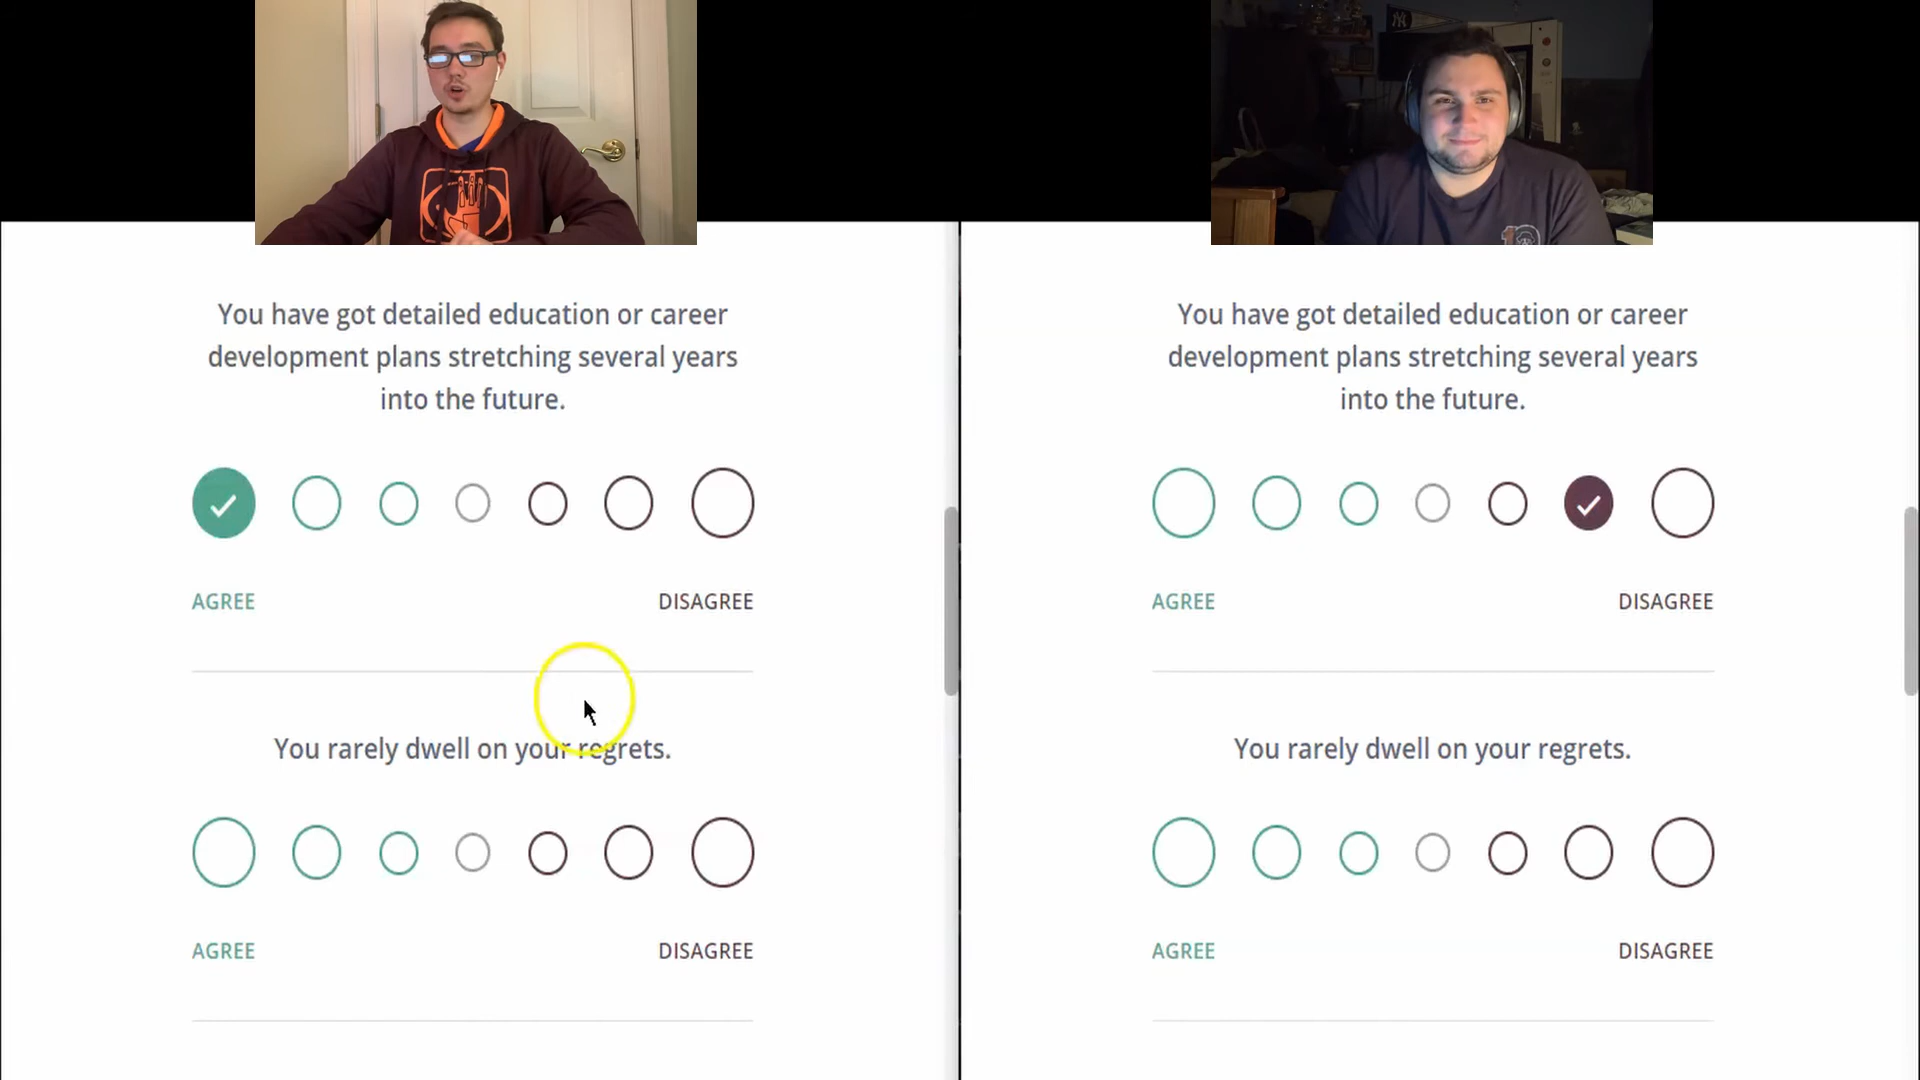 You have got detailed education or career
development plans stretching several years
into the future.
AGREE
DISAGREE
You rarely dwell on your regrets.
AGREE
DISAGREE
You have got detailed education or career
development plans stretching several years
into the future.
AGREE
DISAGREE
You rarely dwell on your regrets.
AGREE
DISAGREE